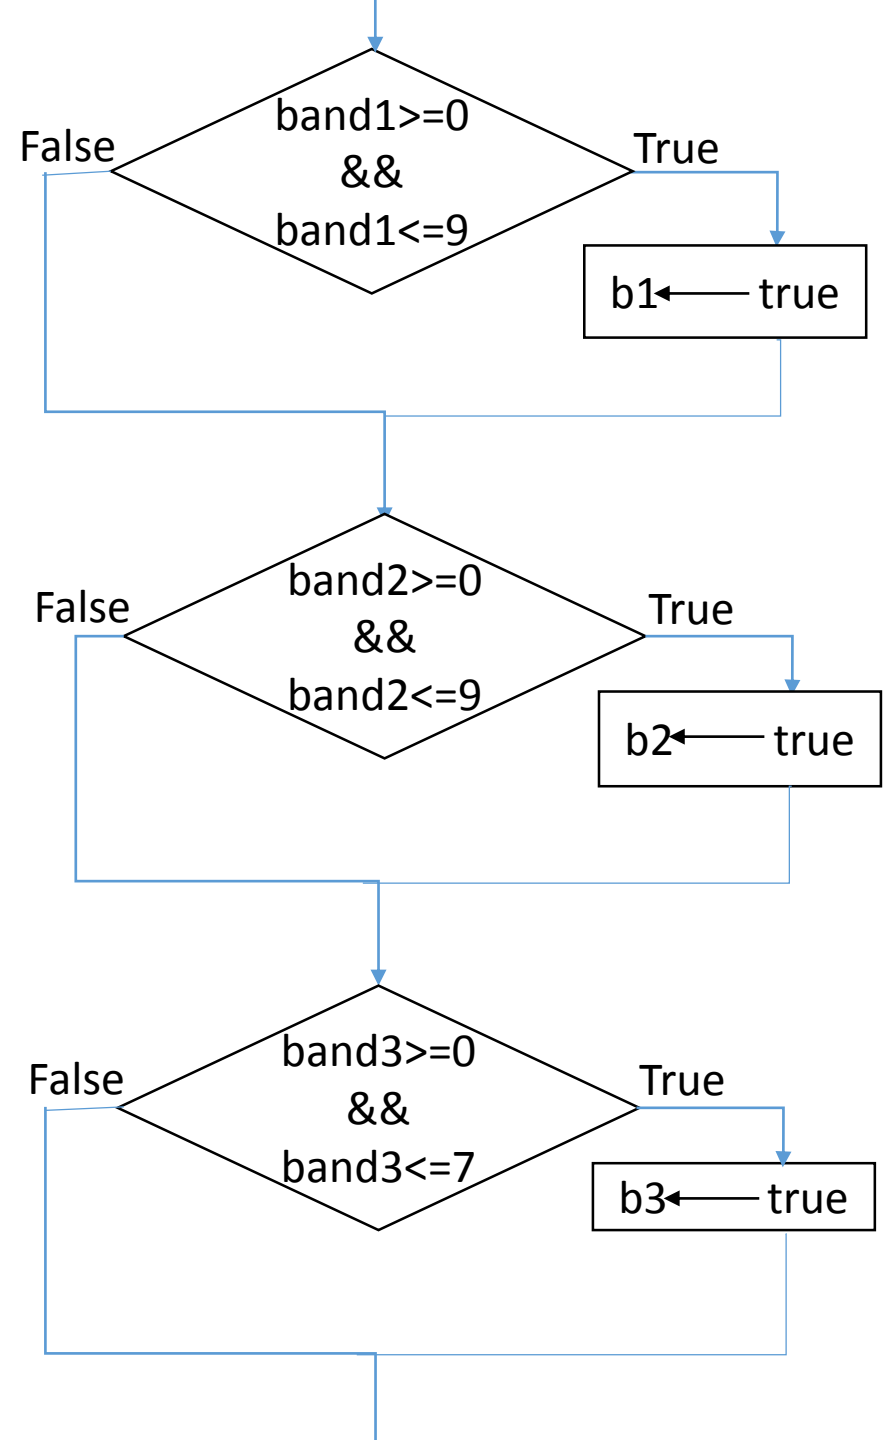 band1>=0
False
True
&&
band1<=9
b1 true
band2>=0
False
True
&&
band2<=9
b2 true
band3>=0
False
True
&&
band3<=7
b3 true